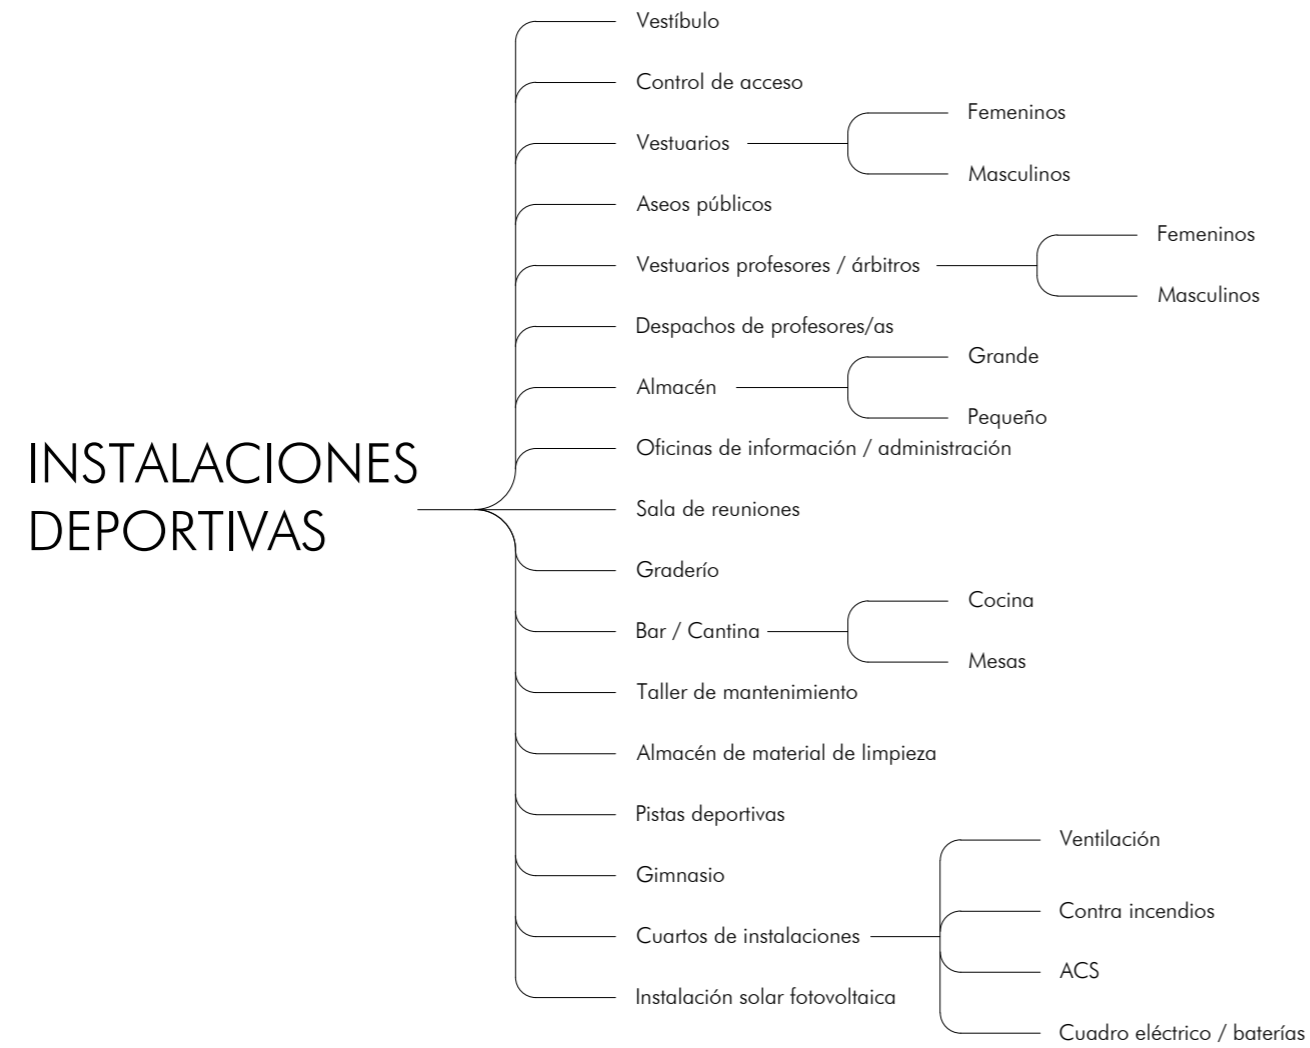 INSTALACIONES
DEPORTIVAS
Vestíbulo
Control de acceso
Vestuarios
Femeninos
Masculinos
Aseos públicos
Vestuarios profesores / árbitros
Femeninos
Masculinos
Despachos de profesores/as
Almacén
Grande
Pequeño
Oficinas de información / administración
Sala de reuniones
Graderío
Bar / Cantina
Cocina
Mesas
Taller de mantenimiento
Almacén de material de limpieza
Pistas deportivas
Gimnasio
Cuartos de instalaciones
Ventilación
Contra incendios
ACS
Cuadro eléctrico / baterías
Instalación solar fotovoltaica